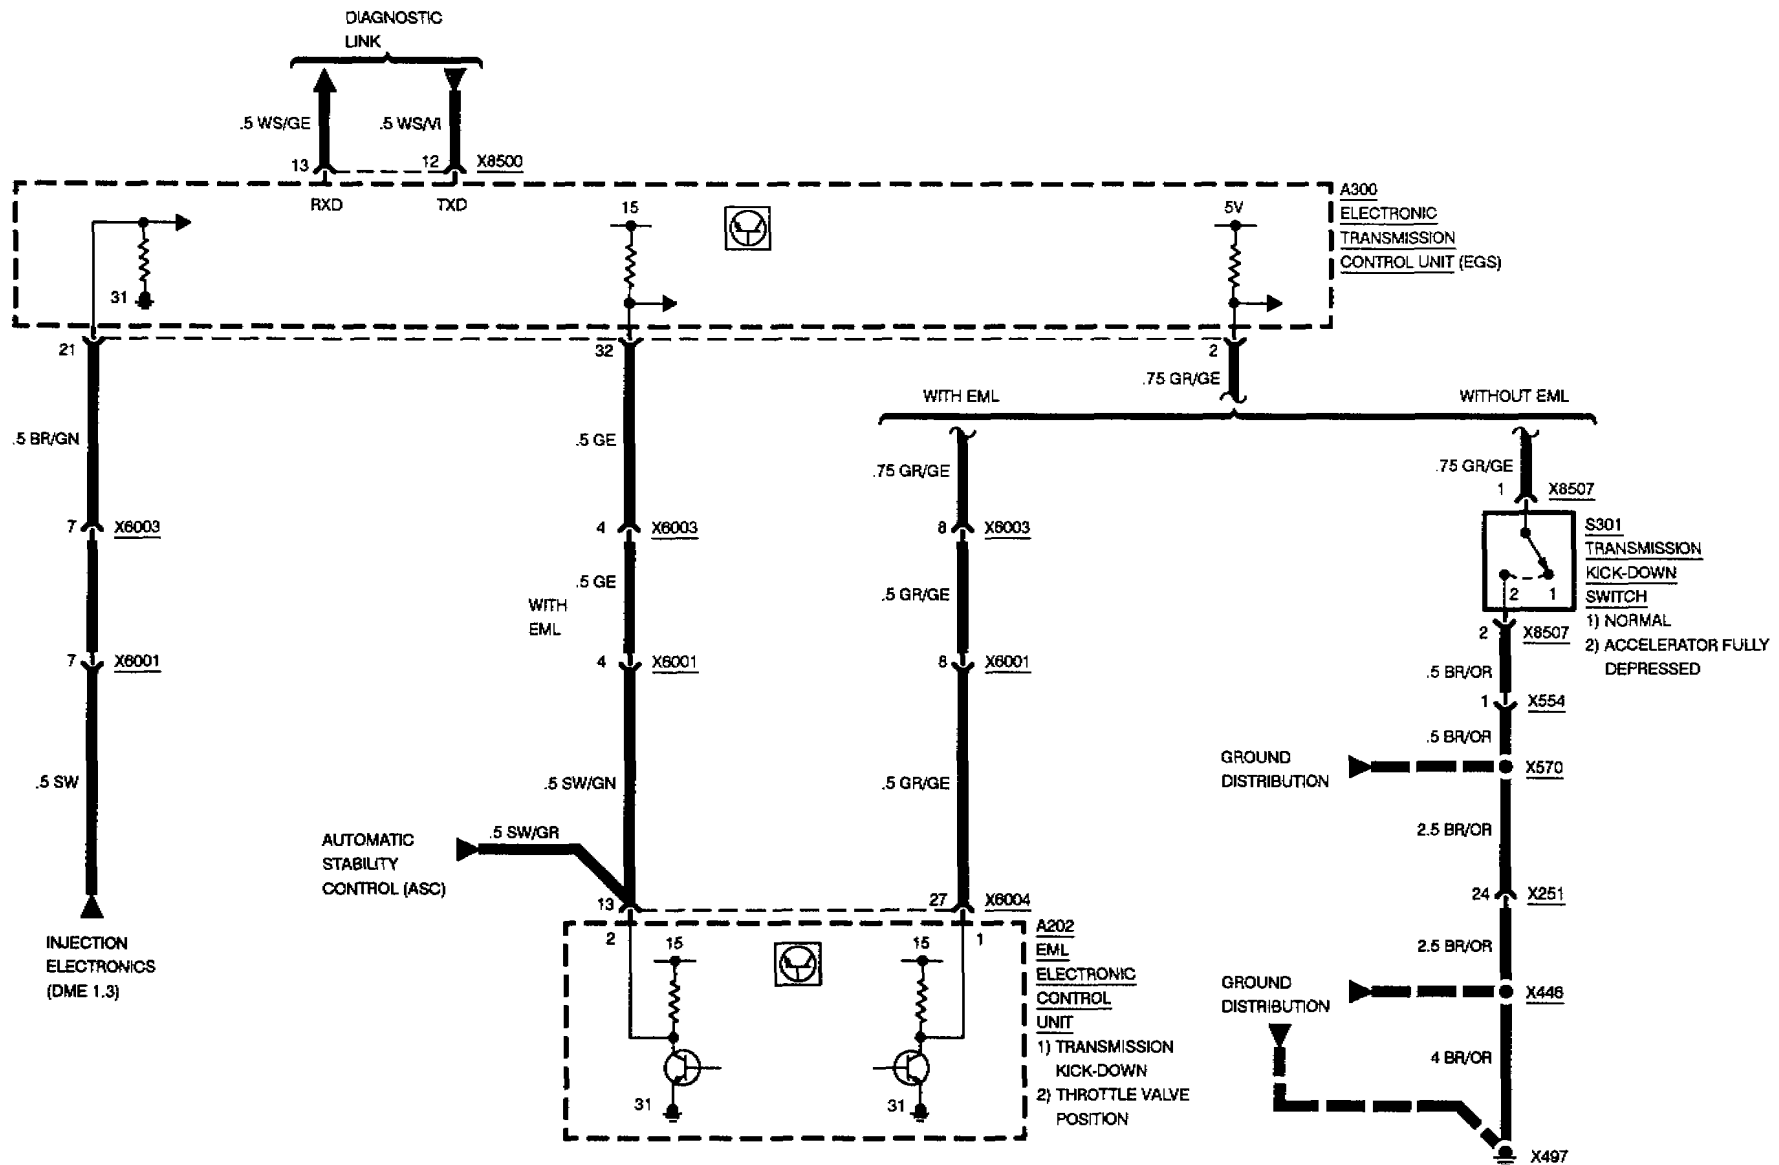 DIAGNOSTIC
LINK
.5 WS/GE
.5 WS/VI
13
12
X8500
RXD
TXD
15
5V
31
A300
ELECTRONIC
TRANSMISSION
CONTROL UNIT (EGS)
21
32
2
.75 GR/GE
WITH EML
WITHOUT EML
.5 BR/GN
.5 GE
.75 GR/GE
.75 GR/GE
1
X8507
7
X6003
4
X6003
8
X6003
S301
TRANSMISSION
KICK-DOWN
SWITCH
1) NORMAL
2) ACCELERATOR FULLY
DEPRESSED
2
1
.5 GE
.5 GR/GE
WITH
EML
2
X8507
7
X6001
4
X6001
8
X6001
.5 BR/OR
1
X554
.5 BR/OR
GROUND
DISTRIBUTION
X570
.5 SW
.5 SW/GN
.5 GR/GE
2.5 BR/OR
AUTOMATIC
STABILITY
CONTROL (ASC)
.5 SW/GR
13
27
X6004
24
X251
INJECTION
ELECTRONICS
(DME 1.3)
2
15
15
1
A202
EML
ELECTRONIC
CONTROL
UNIT
1) TRANSMISSION
KICK-DOWN
2) THROTTLE VALVE
POSITION
31
31
2.5 BR/OR
GROUND
DISTRIBUTION
X446
4 BR/OR
X497